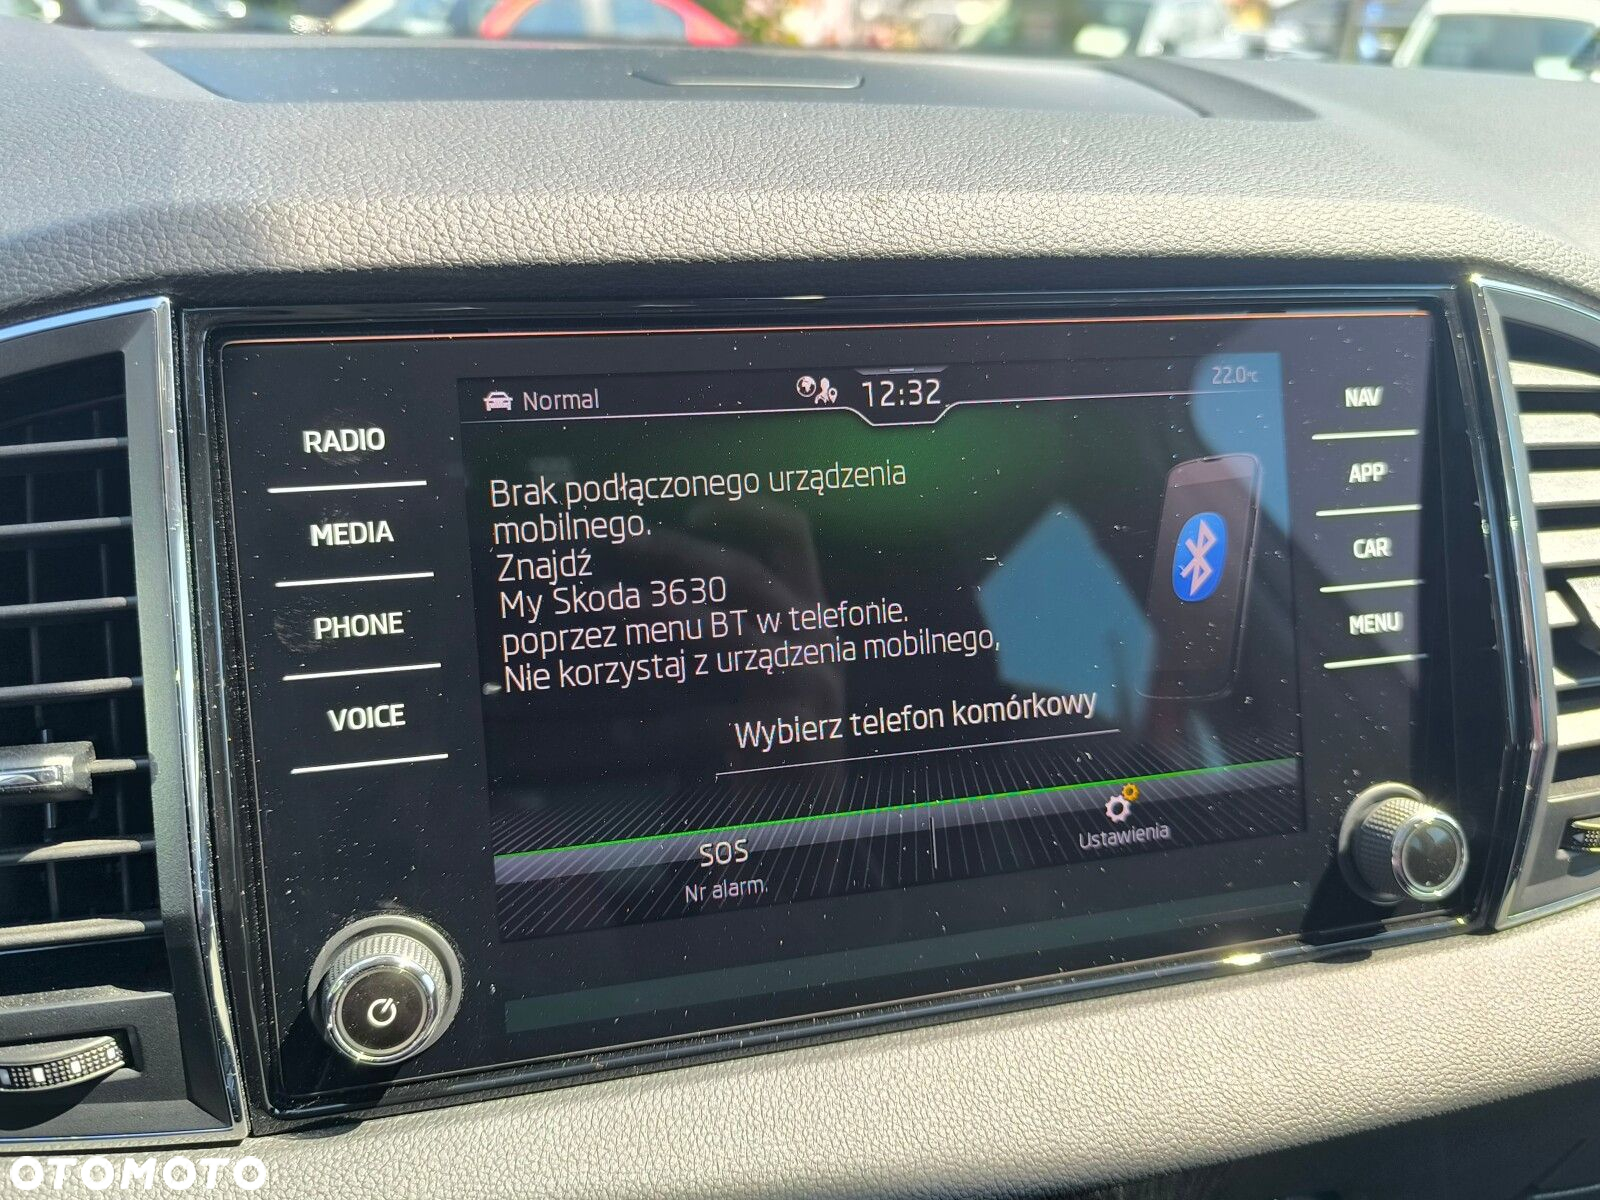 Normal
12:32
22.0°C
RADIO
MEDIA
PHONE
VOICE
Brak podłączonego urządzenia
mobilnego.
Znajdź
My Skoda 3630
poprzez menu BT w telefonie.
Nie korzystaj z urządzenia mobilnego,
Wybierz telefon komórkowy
SOS
Nr alarm.
Ustawienia
NAV
APP
CAR
MENU
OTOMOTO